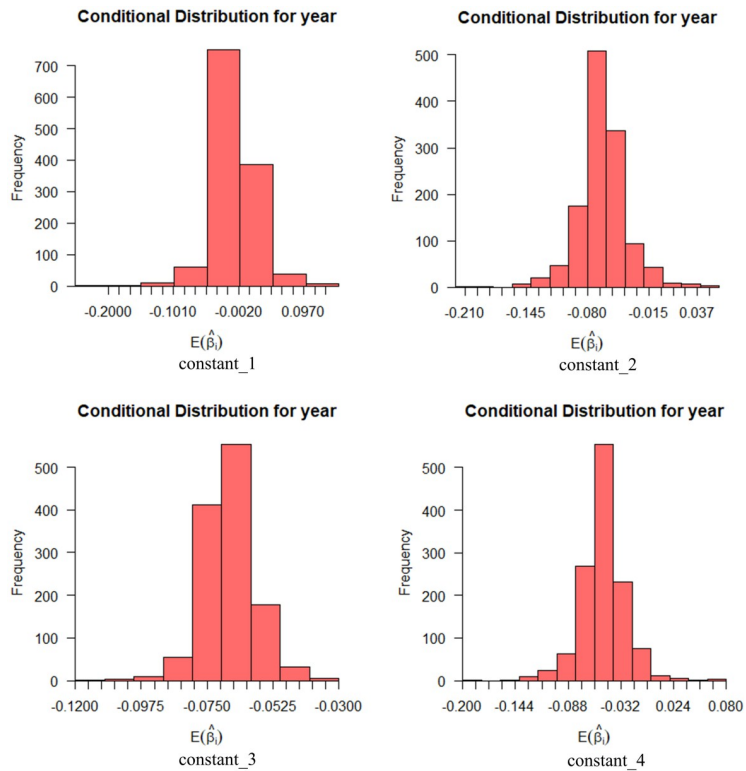 Conditional Distribution for year
Frequency
700
600
500
400
300
200
100
0
-0.2000 -0.1010 -0.0020 0.0970
E(β̂i)
constant_1
Conditional Distribution for year
Frequency
500
400
300
200
100
0
-0.210 -0.145 -0.080 -0.015 0.037
E(β̂i)
constant_2
Conditional Distribution for year
Frequency
500
400
300
200
100
0
-0.1200 -0.0975 -0.0750 -0.0525 -0.0300
E(β̂i)
constant_3
Conditional Distribution for year
Frequency
500
400
300
200
100
0
-0.200 -0.144 -0.088 -0.032 0.024 0.080
E(β̂i)
constant_4